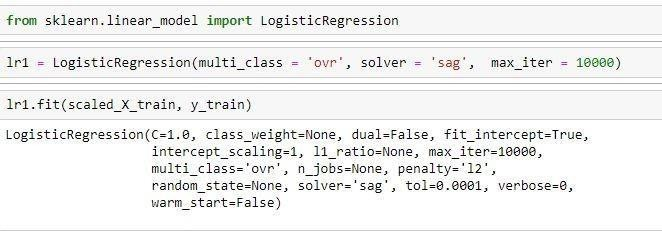 from sklearn.linear_model import LogisticRegression
lr1 = LogisticRegression(multi_class = 'ovr', solver = 'sag',  max_iter = 10000)
lr1.fit(scaled_X_train, y_train)
LogisticRegression(C=1.0, class_weight=None, dual=False, fit_intercept=True,
intercept_scaling=1, l1_ratio=None, max_iter=10000,
multi_class='ovr', n_jobs=None, penalty='l2',
random_state=None, solver='sag', tol=0.0001, verbose=0,
warm_start=False)